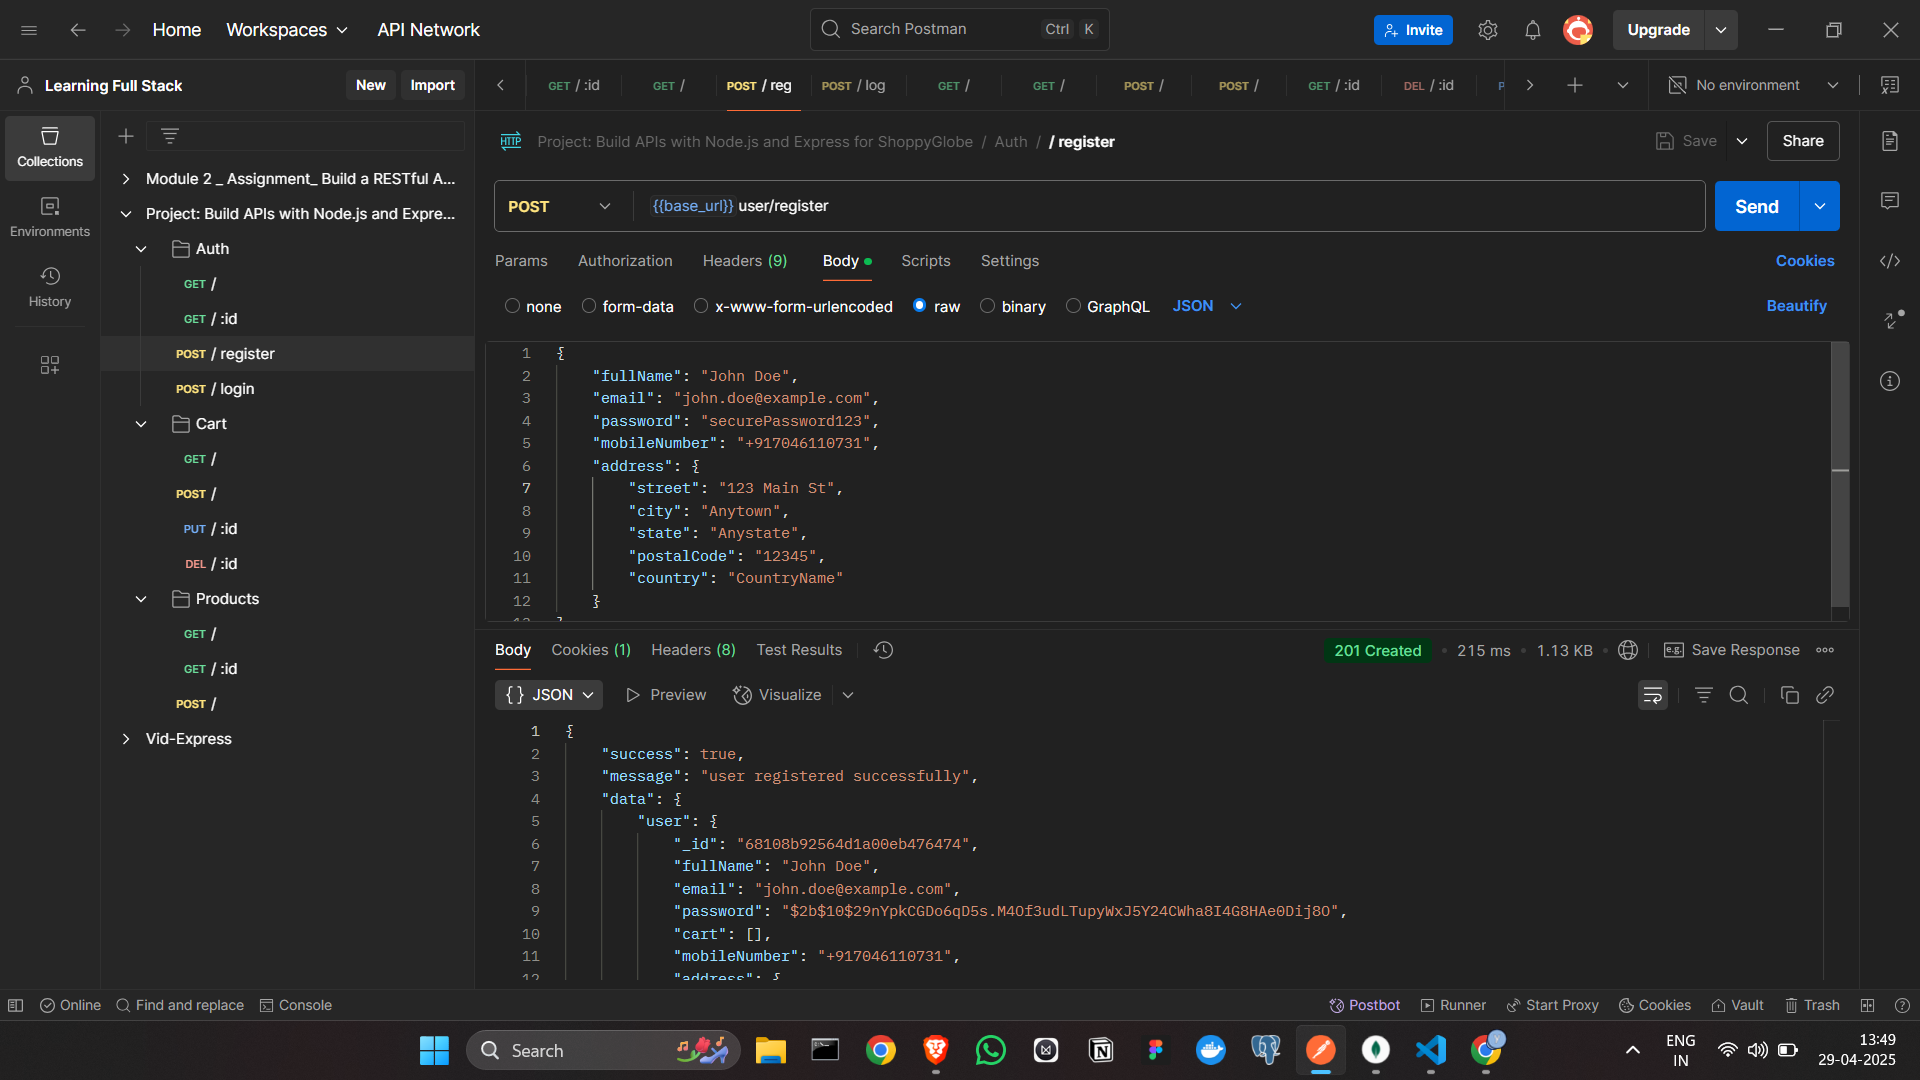 Home Workspaces API Network
Search Postman Ctrl K
Invite Upgrade
Learning Full Stack New Import
GET / :id GET / POST / reg POST / log GET / GET / POST / POST / GET / :id DEL / :id
No environment
Collections
Environments
History
Module 2 _ Assignment_ Build a RESTful A...
Project: Build APIs with Node.js and Expre...
Auth
GET /
GET / :id
POST / register
POST / login
Cart
GET /
POST /
PUT / :id
DEL / :id
Products
GET /
GET / :id
POST /
Vid-Express
HTTP Project: Build APIs with Node.js and Express for ShoppyGlobe / Auth / / register
Save Share
POST {{base_url}} user/register Send
Params Authorization Headers (9) Body Scripts Settings Cookies
none form-data x-www-form-urlencoded raw binary GraphQL JSON Beautify
1 {
2 "fullName": "John Doe",
3 "email": "john.doe@example.com",
4 "password": "securePassword123",
5 "mobileNumber": "+917046110731",
6 "address": {
7 "street": "123 Main St",
8 "city": "Anytown",
9 "state": "Anystate",
10 "postalCode": "12345",
11 "country": "CountryName"
12 }
Body Cookies (1) Headers (8) Test Results 201 Created • 215 ms • 1.13 KB e.g. Save Response
{} JSON Preview Visualize
1 {
2 "success": true,
3 "message": "user registered successfully",
4 "data": {
5 "user": {
6 "_id": "68108b92564d1a00eb476474",
7 "fullName": "John Doe",
8 "email": "john.doe@example.com",
9 "password": "$2b$10$29nYpkCGDo6qD5s.M4Of3udLTupyWxJ5Y24CWha8I4G8HAe0Dij8O",
10 "cart": [],
11 "mobileNumber": "+917046110731",
12 "address": {
Online Find and replace Console Postbot Runner Start Proxy Cookies Vault Trash
Search
ENG
IN
13:49
29-04-2025